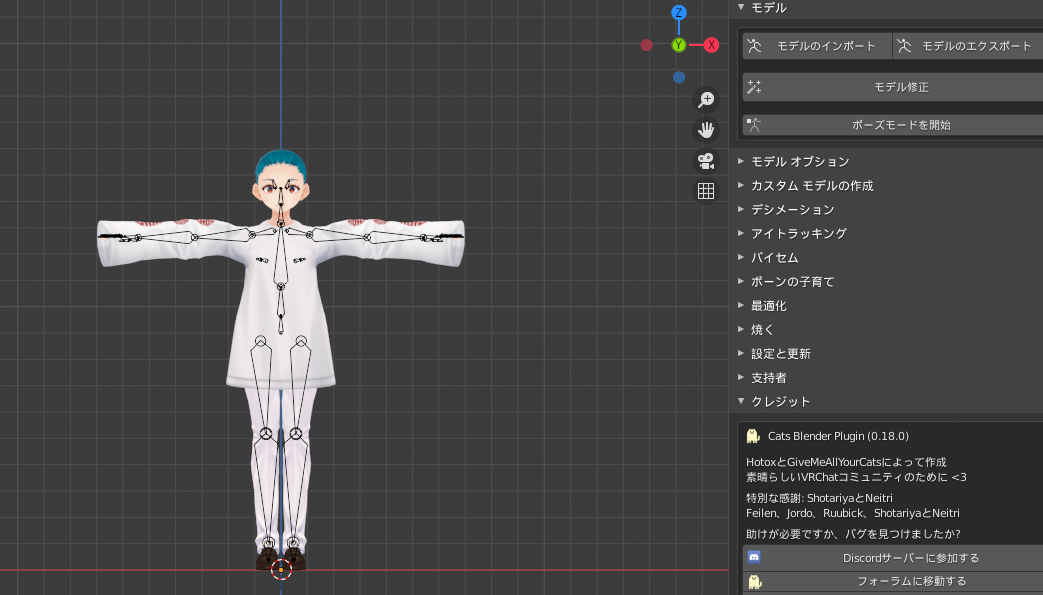 モデル
モデルのインポート
モデルのエクスポート
モデル修正
ポーズモードを開始
モデル オプション
カスタム モデルの作成
デシメーション
アイトラッキング
バイセム
ボーンの子育て
最適化
焼く
設定と更新
支持者
クレジット
Cats Blender Plugin (0.18.0)
HotoxとGiveMeAllYourCatsによって作成
素晴らしいVRChatコミュニティのために <3
特別な感謝: ShotariyaとNeitri
Feilen、Jordo、Ruubick、ShotariyaとNeitri
助けが必要ですか、バグを見つけましたか?
Discordサーバーに参加する
フォーラムに移動する
Z
Y
X